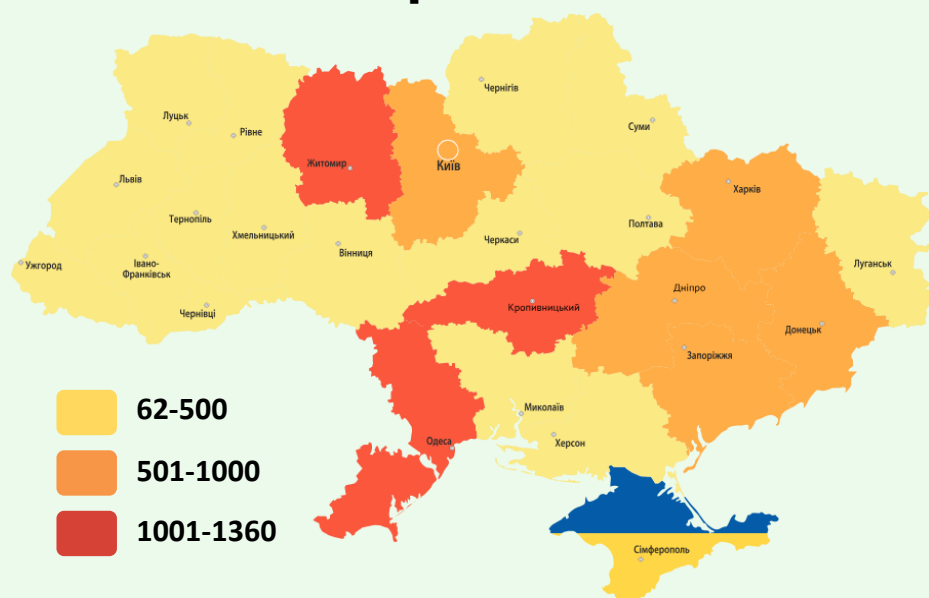 Чернігів
Луцьк
Рівне
Суми
Житомир
Київ
Львів
Харків
Тернопіль
Хмельницький
Полтава
Черкаси
Вінниця
Ужгород
Івано-
Франківськ
Луганськ
Чернівці
Кропивницький
Дніпро
Донецьк
Запоріжжя
62-500
Миколаїв
Одеса
Херсон
501-1000
1001-1360
Сімферополь